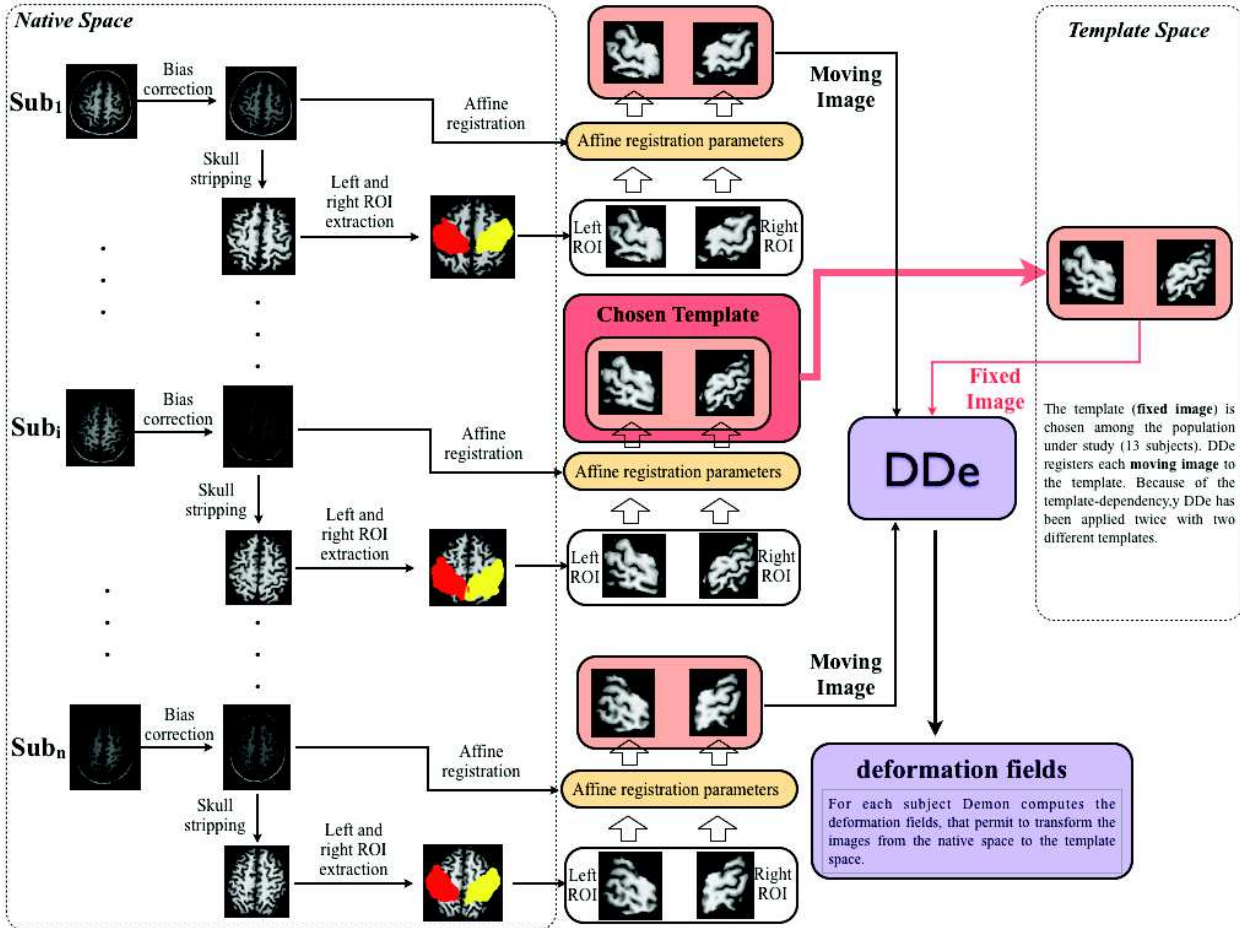 Native Space
Sub1
Bias
correction
Affine
registration
Skull
stripping
Left and
right ROI
extraction
Affine registration parameters
Left
ROI
Right
ROI
Moving
Image
Template Space
Chosen Template
Fixed
Image
Subi
Bias
correction
Affine
registration
Skull
stripping
Left and
right ROI
extraction
Affine registration parameters
Left
ROI
Right
ROI
DDe
The template (fixed image) is
chosen among the population
under study (13 subjects). DDe
registers each moving image to
the template. Because of the
template-dependency,y DDe has
been applied twice with two
different templates.
Subn
Bias
correction
Affine
registration
Skull
stripping
Left and
right ROI
extraction
Affine registration parameters
Left
ROI
Right
ROI
Moving
Image
deformation fields
For each subject Demon computes the
deformation fields, that permit to transform the
images from the native space to the template
space.